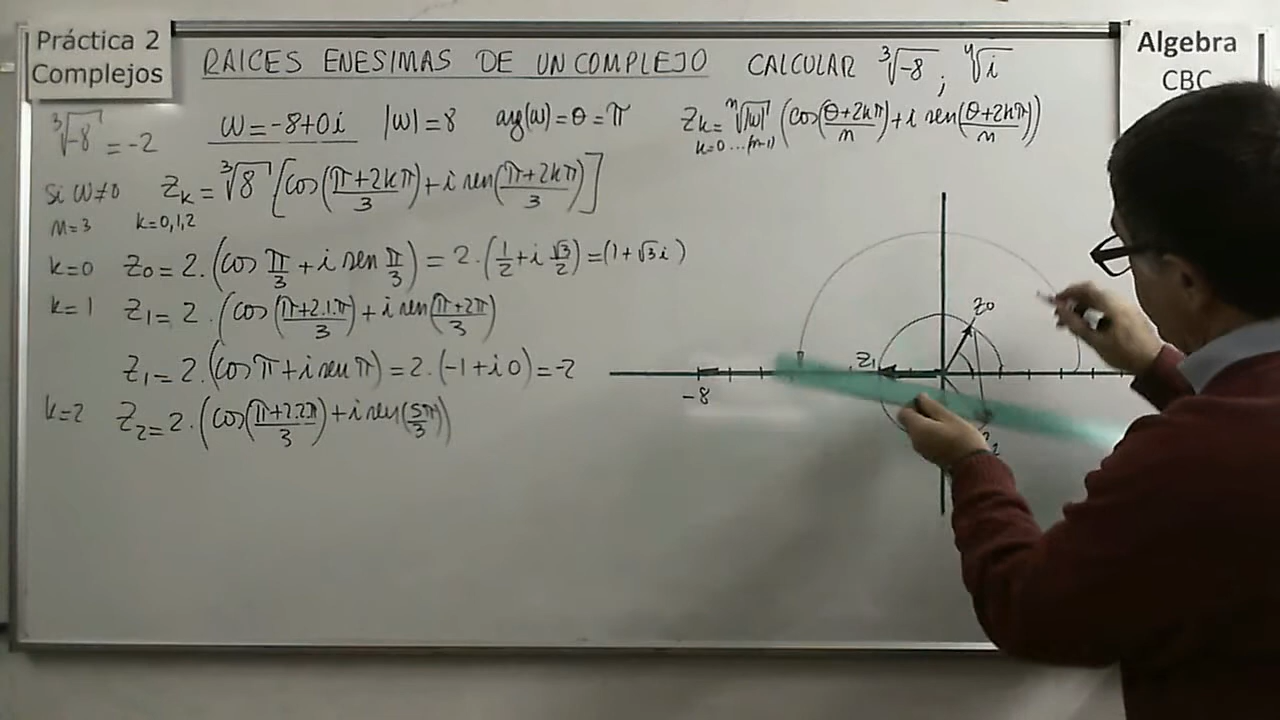 Práctica 2
Complejos
RAICES ENESIMAS DE UN COMPLEJO CALCULAR ∛-8 ; ∜i
Algebra
CBC
∛-8 = -2 w = -8+0i |w| = 8 arg(w) = θ = π Zk = ⁿ√|w| (cos(θ+2kπ/n) + i sen(θ+2kπ/n))
k=0...(n-1)
Si w≠0 Zk = ∛8 [cos(π+2kπ/3) + i sen(π+2kπ/3)]
n=3 k=0,1,2
k=0 Z0 = 2.(cos π/3 + i sen π/3) = 2.(1/2 + i √3/2) = (1+√3i)
k=1 Z1 = 2.(cos(π+2.1.π/3) + i sen(π+2π/3))
Z1 = 2.(cos π + i sen π) = 2.(-1+i0) = -2
k=2 Z2 = 2.(cos(π+2.2π/3) + i sen(5π/3))
Z0
Z1
-8